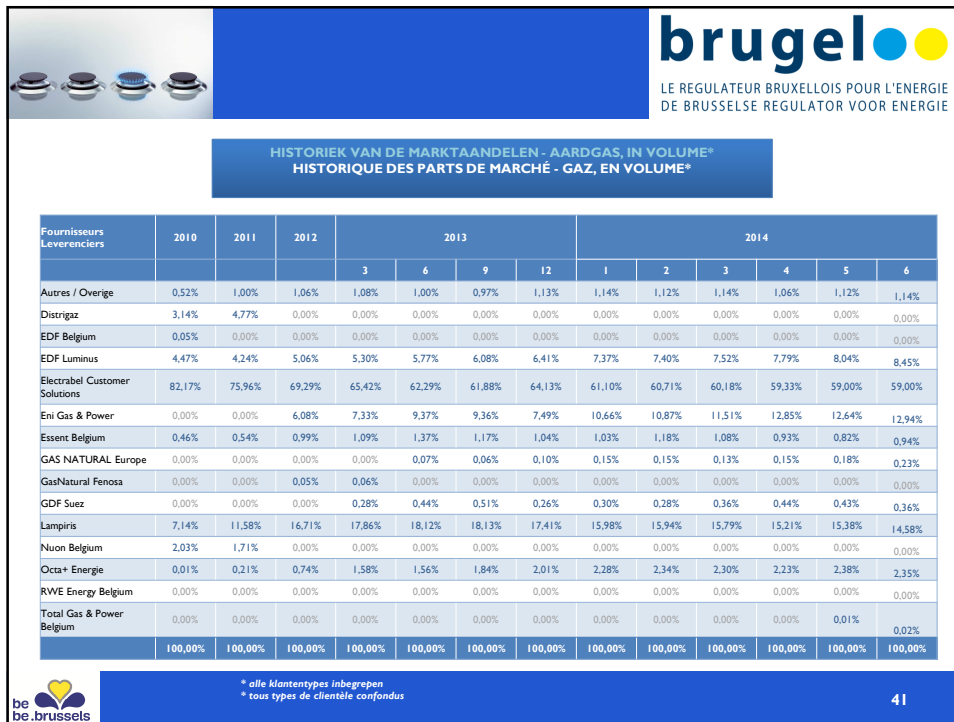 brugel
LE REGULATEUR BRUXELLOIS POUR L'ENERGIE
DE BRUSSELSE REGULATOR VOOR ENERGIE
HISTORIEK VAN DE MARKTAANDELEN - AARDGAS, IN VOLUME*
HISTORIQUE DES PARTS DE MARCHÉ - GAZ, EN VOLUME*
Fournisseurs
Leverenciers 2010 2011 2012 2013 2014
3 6 9 12 1 2 3 4 5 6
Autres / Overige 0,52% 1,00% 1,06% 1,08% 1,00% 0,97% 1,13% 1,14% 1,12% 1,14% 1,06% 1,12% 1,14%
Distrigaz 3,14% 4,77% 0,00% 0,00% 0,00% 0,00% 0,00% 0,00% 0,00% 0,00% 0,00% 0,00% 0,00%
EDF Belgium 0,05% 0,00% 0,00% 0,00% 0,00% 0,00% 0,00% 0,00% 0,00% 0,00% 0,00% 0,00% 0,00%
EDF Luminus 4,47% 4,24% 5,06% 5,30% 5,77% 6,08% 6,41% 7,37% 7,40% 7,52% 7,79% 8,04% 8,45%
Electrabel Customer
Solutions 82,17% 75,96% 69,29% 65,42% 62,29% 61,88% 64,13% 61,10% 60,71% 60,18% 59,33% 59,00% 59,00%
Eni Gas & Power 0,00% 0,00% 6,08% 7,33% 9,37% 9,36% 7,49% 10,66% 10,87% 11,51% 12,85% 12,64% 12,94%
Essent Belgium 0,46% 0,54% 0,99% 1,09% 1,37% 1,17% 1,04% 1,03% 1,18% 1,08% 0,93% 0,82% 0,94%
GAS NATURAL Europe 0,00% 0,00% 0,00% 0,00% 0,07% 0,06% 0,10% 0,15% 0,15% 0,13% 0,15% 0,18% 0,23%
GasNatural Fenosa 0,00% 0,00% 0,05% 0,06% 0,00% 0,00% 0,00% 0,00% 0,00% 0,00% 0,00% 0,00% 0,00%
GDF Suez 0,00% 0,00% 0,00% 0,28% 0,44% 0,51% 0,26% 0,30% 0,28% 0,36% 0,44% 0,43% 0,36%
Lampiris 7,14% 11,58% 16,71% 17,86% 18,12% 18,13% 17,41% 15,98% 15,94% 15,79% 15,21% 15,38% 14,58%
Nuon Belgium 2,03% 1,71% 0,00% 0,00% 0,00% 0,00% 0,00% 0,00% 0,00% 0,00% 0,00% 0,00% 0,00%
Octa+ Energie 0,01% 0,21% 0,74% 1,58% 1,56% 1,84% 2,01% 2,28% 2,34% 2,30% 2,23% 2,38% 2,35%
RWE Energy Belgium 0,00% 0,00% 0,00% 0,00% 0,00% 0,00% 0,00% 0,00% 0,00% 0,00% 0,00% 0,00% 0,00%
Total Gas & Power
Belgium 0,00% 0,00% 0,00% 0,00% 0,00% 0,00% 0,00% 0,00% 0,00% 0,00% 0,00% 0,01% 0,02%
100,00% 100,00% 100,00% 100,00% 100,00% 100,00% 100,00% 100,00% 100,00% 100,00% 100,00% 100,00% 100,00%
* alle klantentypes inbegrepen
* tous types de clientèle confondus
41
be
be.brussels